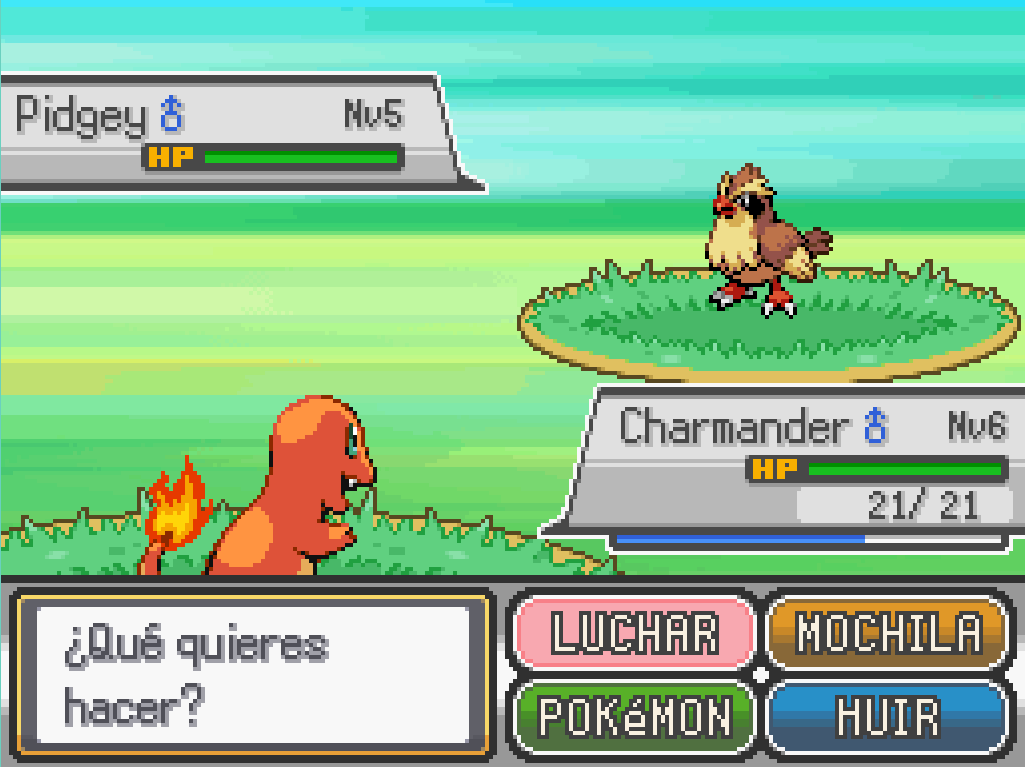 Pidgey ♂ Nv5
HP
Charmander ♂ Nv6
HP
21/ 21
¿Qué quieres
hacer?
LUCHAR
MOCHILA
POKéMON
HUIR